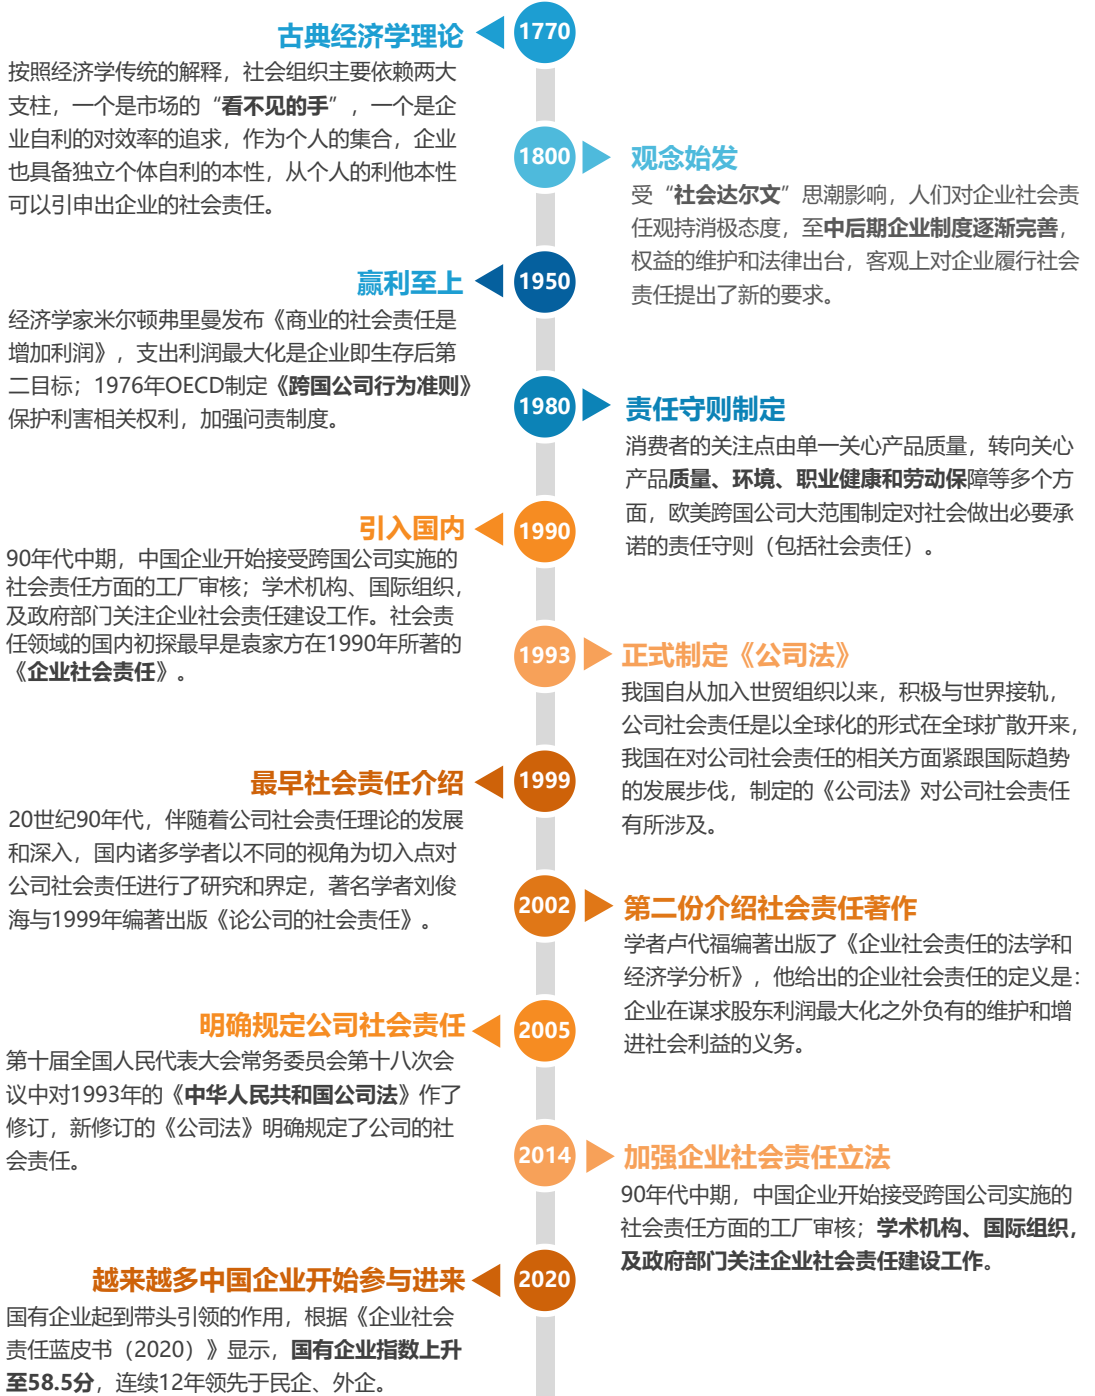 古典经济学理论
1770
按照经济学传统的解释，社会组织主要依赖两大
支柱，一个是市场的“看不见的手”，一个是企
业自利的对效率的追求，作为个人的集合，企业
也具备独立个体自利的本性，从个人的利他本性
可以引申出企业的社会责任。
1800
观念始发
受“社会达尔文”思潮影响，人们对企业社会责
任观持消极态度，至中后期企业制度逐渐完善，
权益的维护和法律出台，客观上对企业履行社会
责任提出了新的要求。
赢利至上
1950
经济学家米尔顿弗里曼发布《商业的社会责任是
增加利润》，支出利润最大化是企业即生存后第
二目标；1976年OECD制定《跨国公司行为准则》
保护利害相关权利，加强问责制度。
1980
责任守则制定
消费者的关注点由单一关心产品质量，转向关心
产品质量、环境、职业健康和劳动保障等多个方
面，欧美跨国公司大范围制定对社会做出必要承
诺的责任守则（包括社会责任）。
引入国内
1990
90年代中期，中国企业开始接受跨国公司实施的
社会责任方面的工厂审核；学术机构、国际组织，
及政府部门关注企业社会责任建设工作。社会责
任领域的国内初探最早是袁家方在1990年所著的
《企业社会责任》。
1993
正式制定《公司法》
我国自从加入世贸组织以来，积极与世界接轨，
公司社会责任是以全球化的形式在全球扩散开来，
我国在对公司社会责任的相关方面紧跟国际趋势
的发展步伐，制定的《公司法》对公司社会责任
有所涉及。
最早社会责任介绍
1999
20世纪90年代，伴随着公司社会责任理论的发展
和深入，国内诸多学者以不同的视角为切入点对
公司社会责任进行了研究和界定，著名学者刘俊
海与1999年编著出版《论公司的社会责任》。
2002
第二份介绍社会责任著作
学者卢代福编著出版了《企业社会责任的法学和
经济学分析》，他给出的企业社会责任的定义是：
企业在谋求股东利润最大化之外负有的维护和增
进社会利益的义务。
明确规定公司社会责任
2005
第十届全国人民代表大会常务委员会第十八次会
议中对1993年的《中华人民共和国公司法》作了
修订，新修订的《公司法》明确规定了公司的社
会责任。
2014
加强企业社会责任立法
90年代中期，中国企业开始接受跨国公司实施的
社会责任方面的工厂审核；学术机构、国际组织，
及政府部门关注企业社会责任建设工作。
越来越多中国企业开始参与进来
2020
国有企业起到带头引领的作用，根据《企业社会
责任蓝皮书（2020）》显示，国有企业指数上升
至58.5分，连续12年领先于民企、外企。